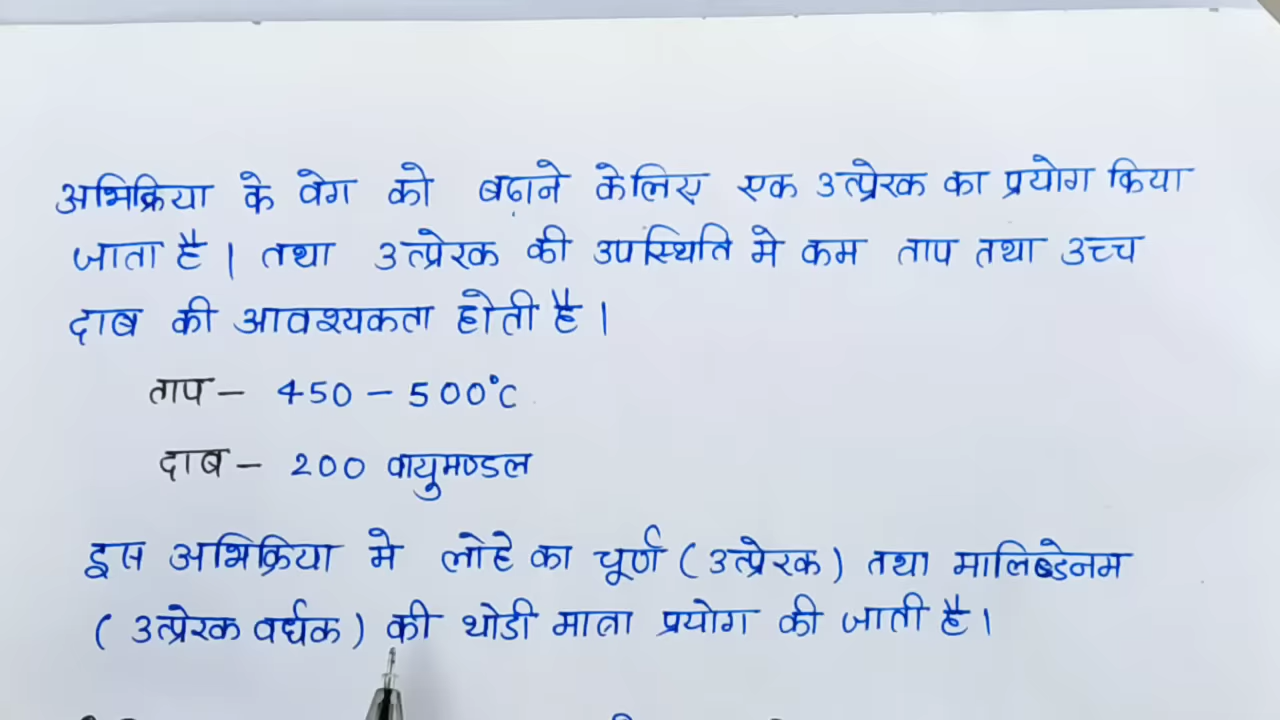 अभिक्रिया के वेग को बढ़ाने केलिए एक उत्प्रेरक का प्रयोग किया
जाता है। तथा उत्प्रेरक की उपस्थिति मे कम ताप तथा उच्च
दाब की आवश्यकता होती है।
ताप – 450 – 500°C
दाब – 200 वायुमण्डल
इस अभिक्रिया मे लोहे का चूर्ण (उत्प्रेरक) तथा मालिब्डेनम
(उत्प्रेरक वर्धक) की थोडी मात्रा प्रयोग की जाती है।